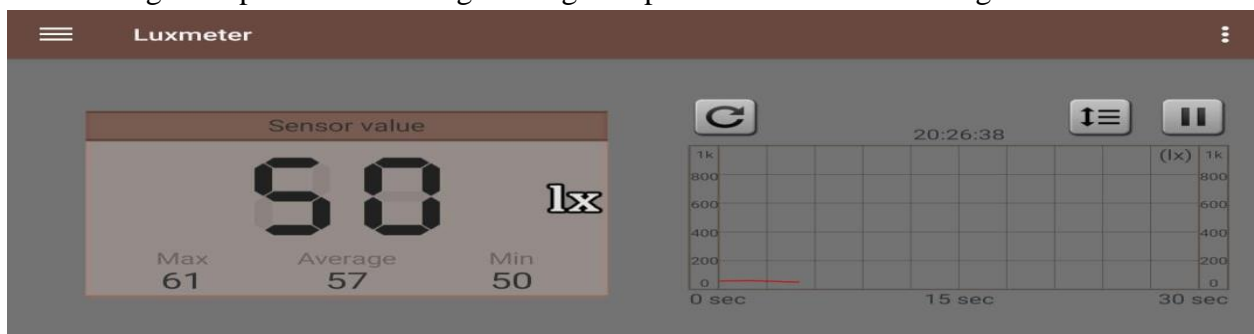 Luxmeter
Sensor value
50 lx
Max Average Min
61 57 50
20:26:38
1k (lx) 1k
800 800
600 600
400 400
200 200
0 0
0 sec 15 sec 30 sec